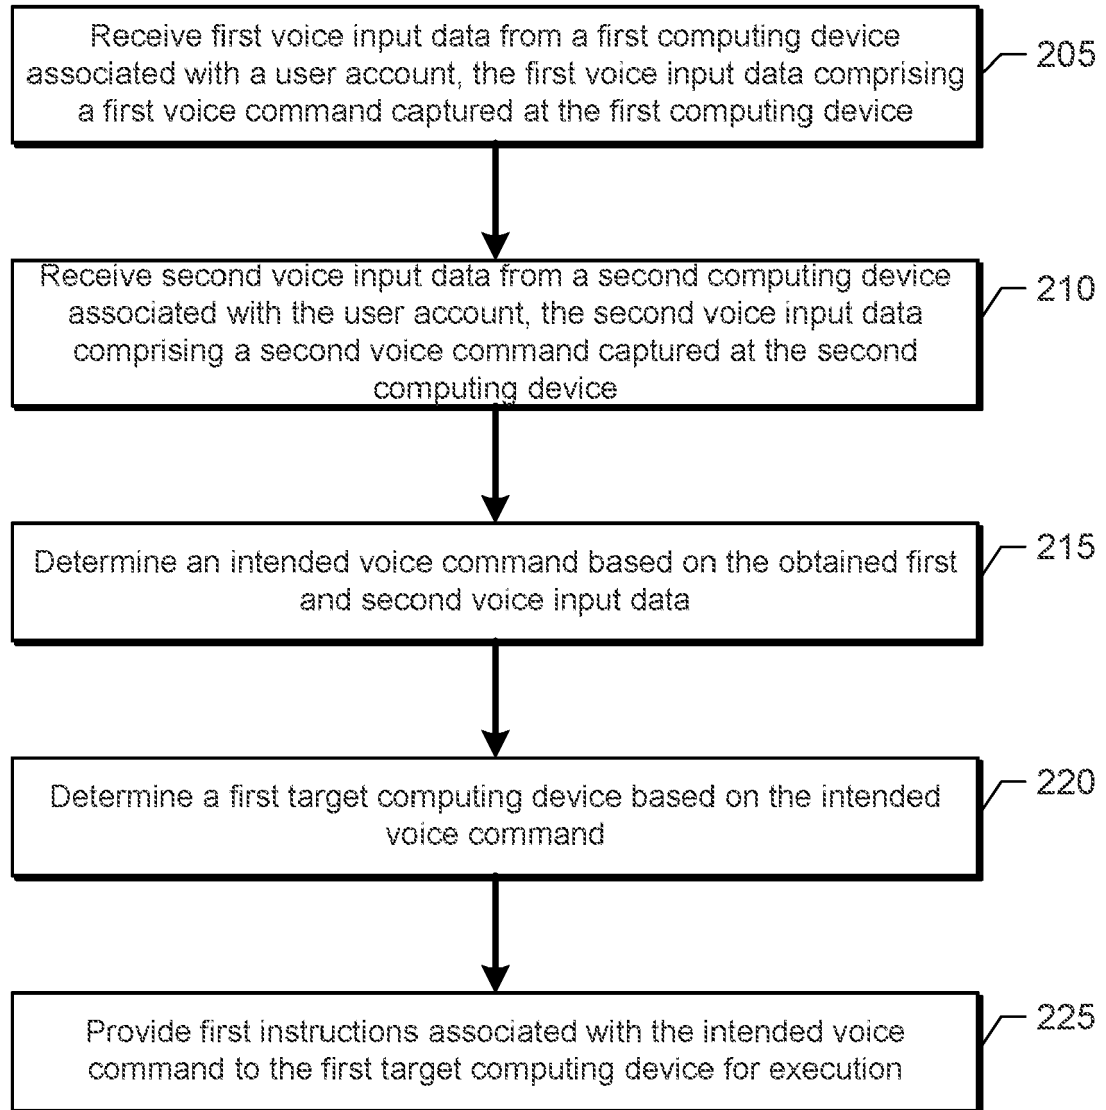 Receive first voice input data from a first computing device
associated with a user account, the first voice input data comprising
a first voice command captured at the first computing device
205
Receive second voice input data from a second computing device
associated with the user account, the second voice input data
comprising a second voice command captured at the second
computing device
210
Determine an intended voice command based on the obtained first
and second voice input data
215
Determine a first target computing device based on the intended
voice command
220
Provide first instructions associated with the intended voice
command to the first target computing device for execution
225